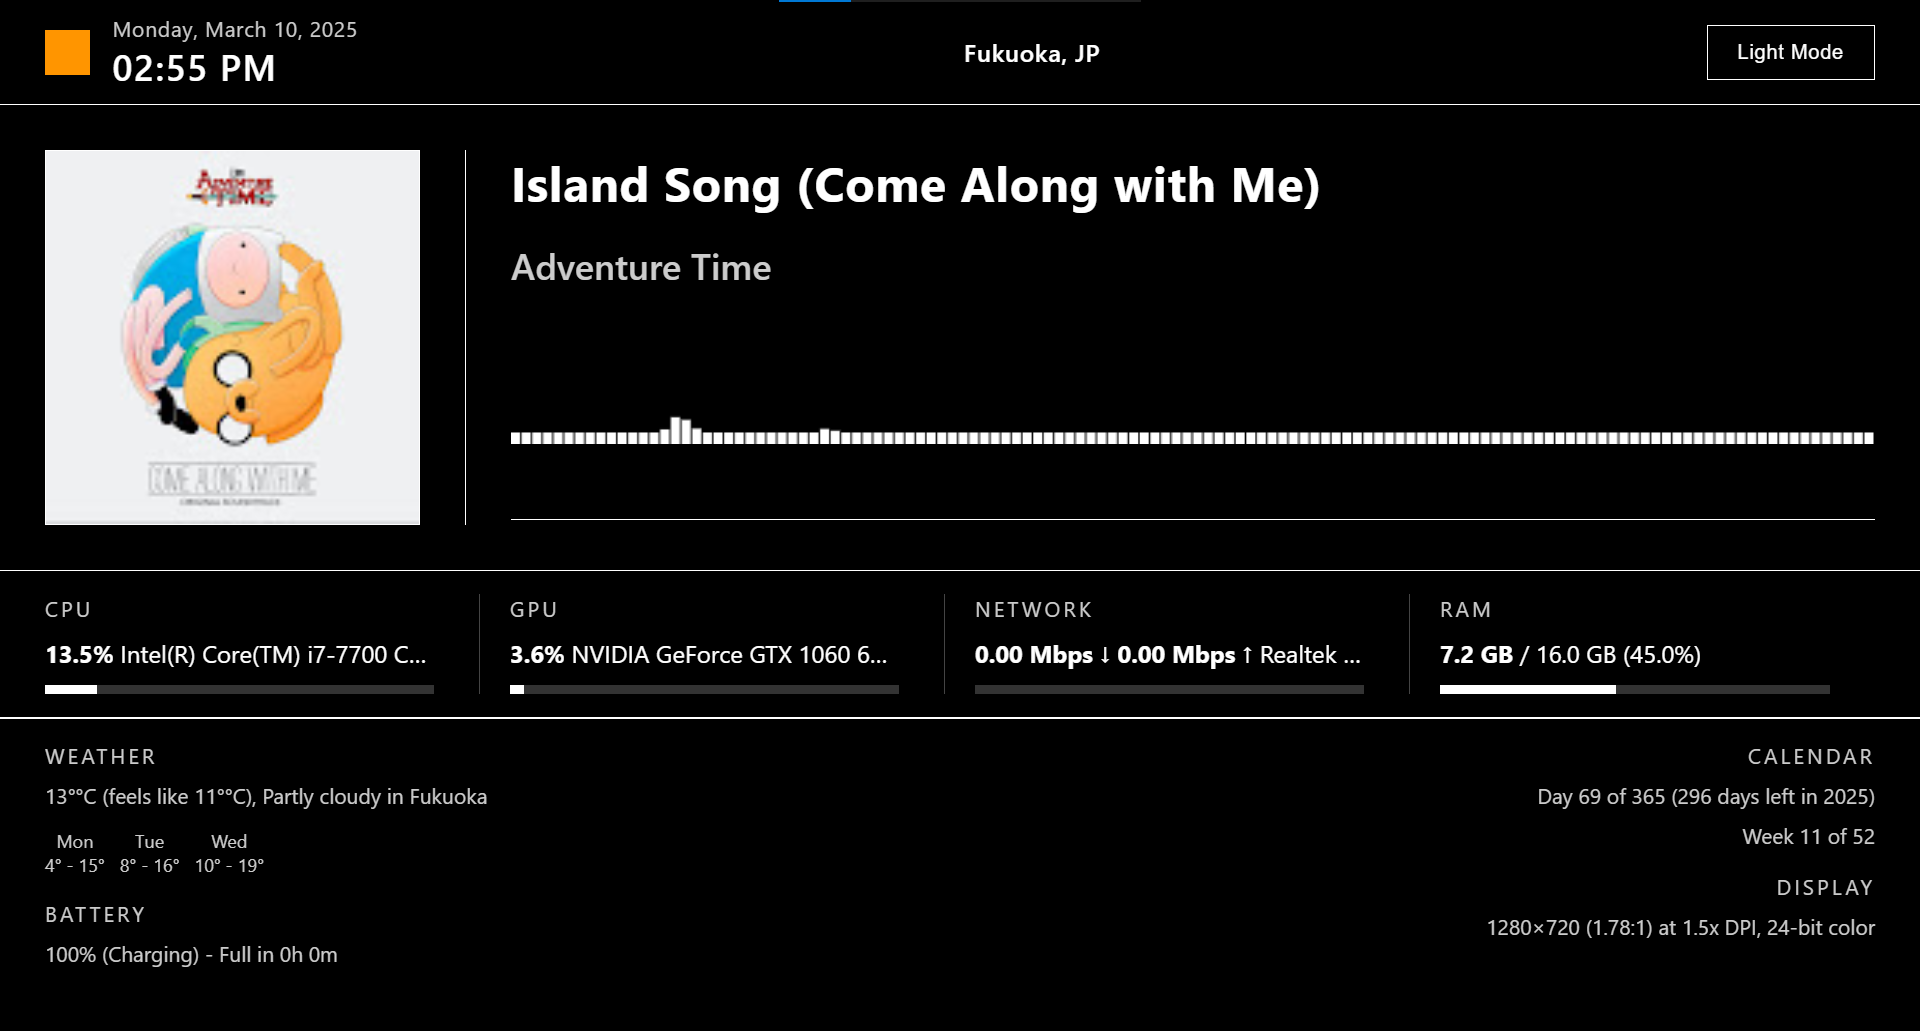 Monday, March 10, 2025
02:55 PM
Fukuoka, JP
Light Mode
ADVENTURE TIME
COME ALONG WITH ME
ORIGINAL SOUNDTRACK
Island Song (Come Along with Me)
Adventure Time
CPU
13.5% Intel(R) Core(TM) i7-7700 C...
GPU
3.6% NVIDIA GeForce GTX 1060 6...
NETWORK
0.00 Mbps ↓ 0.00 Mbps ↑ Realtek ...
RAM
7.2 GB / 16.0 GB (45.0%)
WEATHER
13°°C (feels like 11°°C), Partly cloudy in Fukuoka
Mon Tue Wed
4° - 15° 8° - 16° 10° - 19°
BATTERY
100% (Charging) - Full in 0h 0m
CALENDAR
Day 69 of 365 (296 days left in 2025)
Week 11 of 52
DISPLAY
1280×720 (1.78:1) at 1.5x DPI, 24-bit color